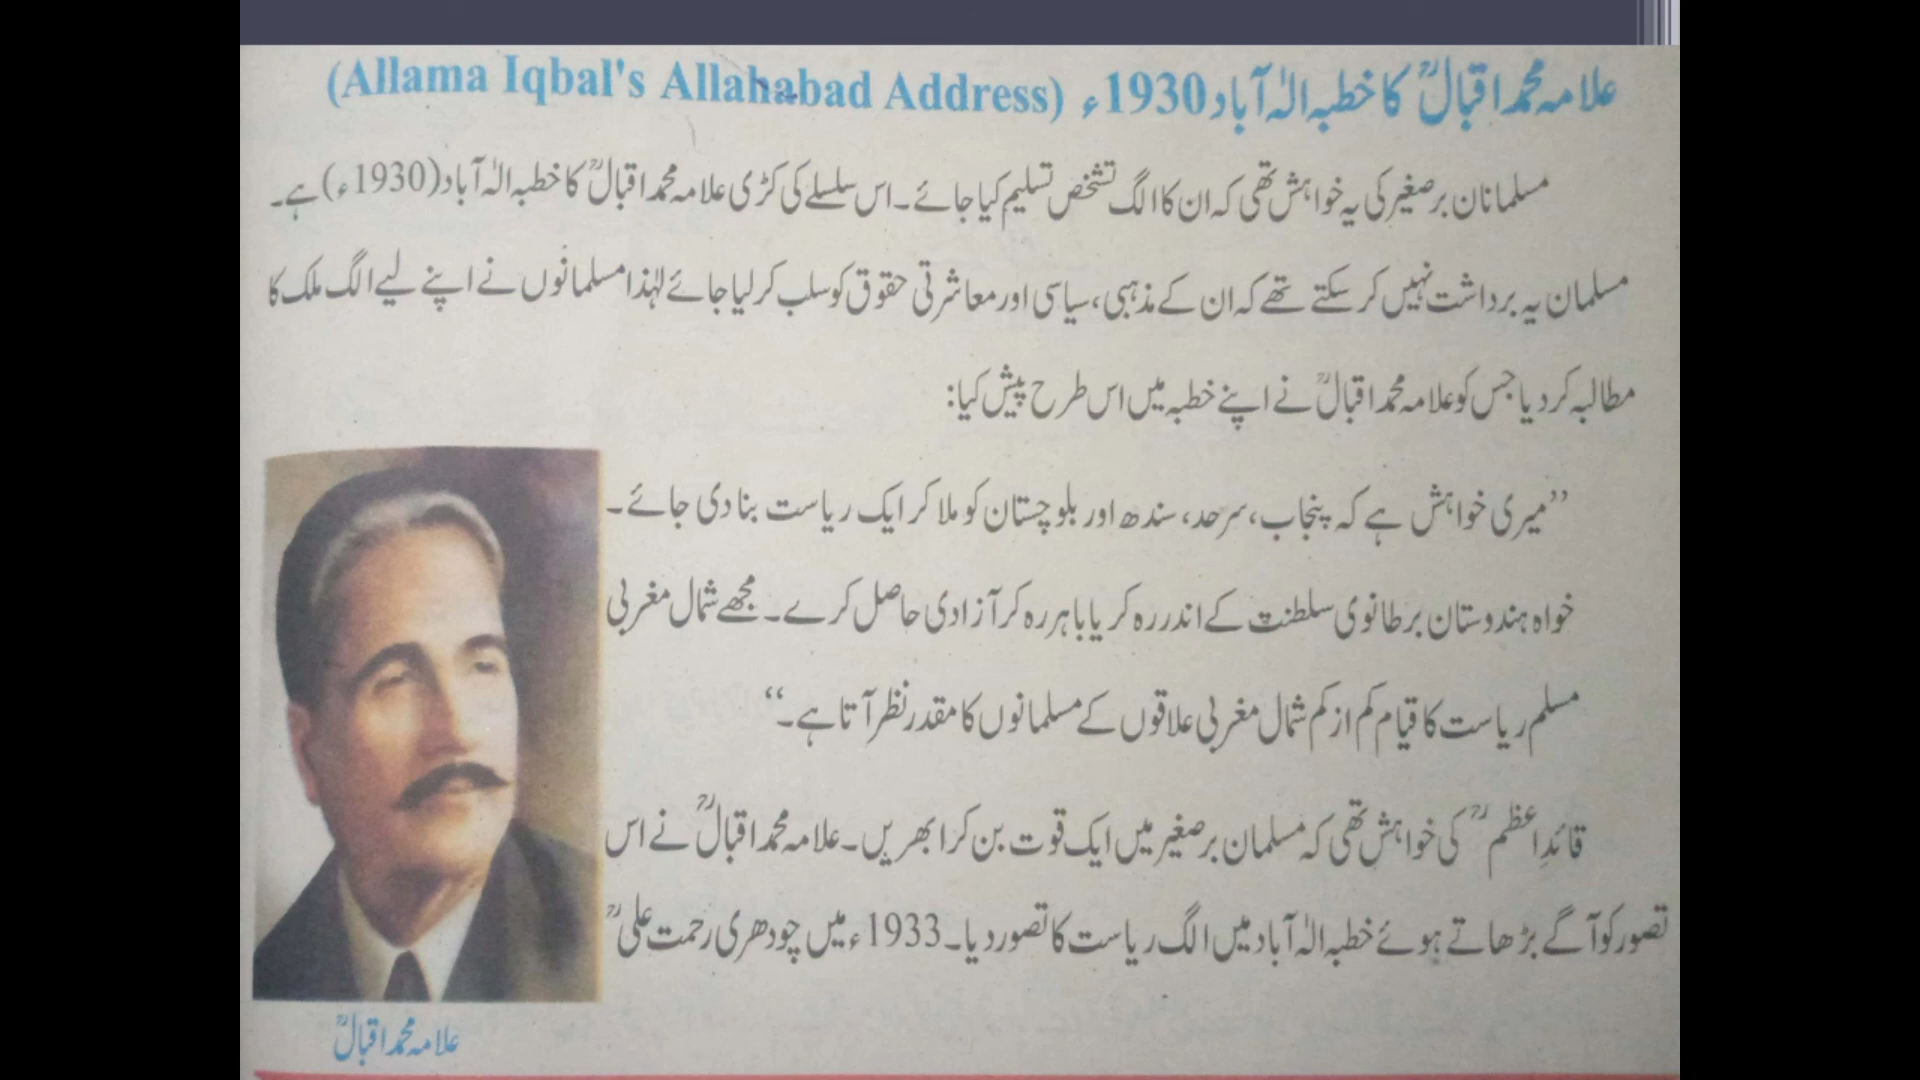 علامہ محمد اقبالؒ کا خطبہ الٰہ آباد 1930ء (Allama Iqbal's Allahabad Address)
مسلمانان برصغیر کی یہ خواہش تھی کہ ان کا الگ تشخص تسلیم کیا جائے۔ اس سلسلے کی کڑی علامہ محمد اقبالؒ کا خطبہ الٰہ آباد (1930ء) ہے۔
مسلمان یہ برداشت نہیں کر سکتے تھے کہ ان کے مذہبی، سیاسی اور معاشرتی حقوق کو سلب کر لیا جائے لہٰذا مسلمانوں نے اپنے لیے الگ ملک کا
مطالبہ کر دیا جس کو علامہ محمد اقبالؒ نے اپنے خطبہ میں اس طرح پیش کیا:
”میری خواہش ہے کہ پنجاب، سرحد، سندھ اور بلوچستان کو ملا کر ایک ریاست بنا دی جائے۔
خواہ ہندوستان برطانوی سلطنت کے اندر رہ کر یا باہر رہ کر آزادی حاصل کرے۔ مجھے شمال مغربی
مسلم ریاست کا قیام کم از کم شمال مغربی علاقوں کے مسلمانوں کا مقدر نظر آتا ہے۔“
قائدِاعظمؒ کی خواہش تھی کہ مسلمان برصغیر میں ایک قوت بن کر ابھریں۔ علامہ محمد اقبالؒ نے اس
تصور کو آگے بڑھاتے ہوئے خطبہ الٰہ آباد میں الگ ریاست کا تصور دیا۔ 1933ء میں چودھری رحمت علیؒ
علامہ محمد اقبالؒ